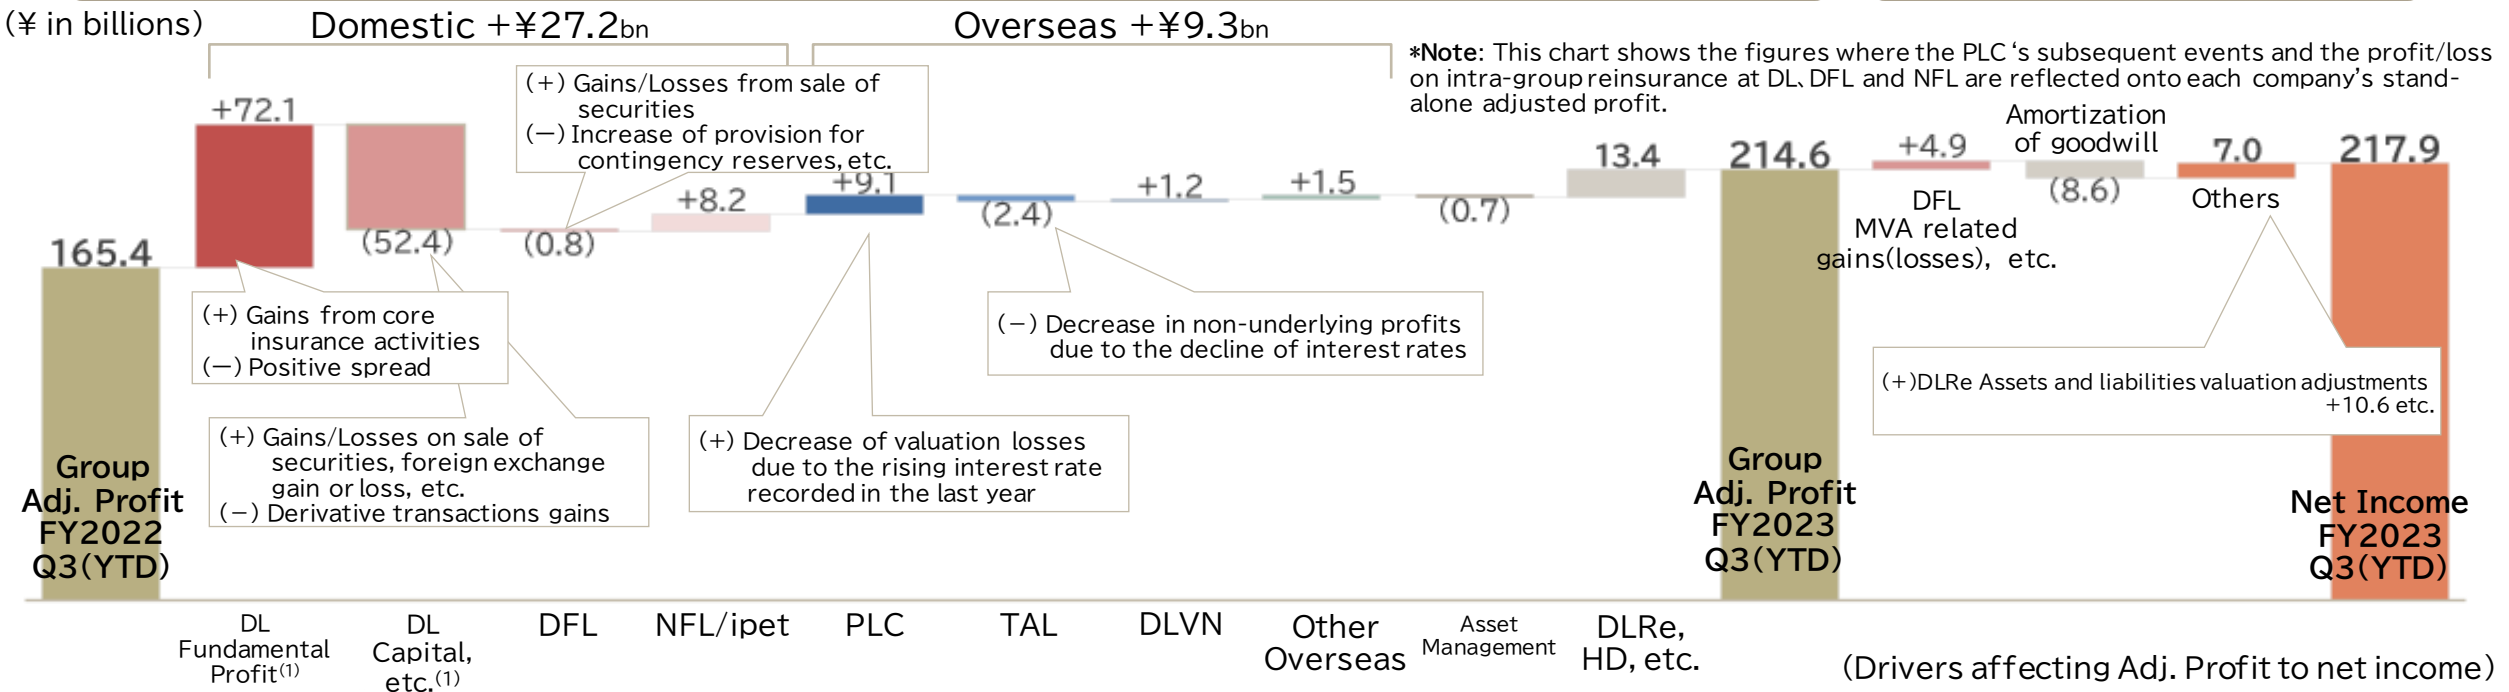 (¥ in billions)
Domestic +¥27.2bn
Overseas +¥9.3bn
*Note: This chart shows the figures where the PLC‘s subsequent events and the profit/loss
on intra-group reinsurance at DL、DFL and NFL are reflected onto each company’s stand-
alone adjusted profit.
(+) Gains/Losses from sale of
securities
(−) Increase of provision for
contingency reserves, etc.
165.4
+72.1
(52.4)
(0.8)
+8.2
+9.1
(2.4)
+1.2
+1.5
(0.7)
13.4
214.6
+4.9
Amortization
of goodwill
(8.6)
7.0
217.9
DFL
MVA related
gains(losses), etc.
Others
(+) Gains from core
insurance activities
(−) Positive spread
(+) Gains/Losses on sale of
securities, foreign exchange
gain or loss, etc.
(−) Derivative transactions gains
(+) Decrease of valuation losses
due to the rising interest rate
recorded in the last year
(−) Decrease in non-underlying profits
due to the decline of interest rates
(+)DLRe Assets and liabilities valuation adjustments
+10.6 etc.
Group
Adj. Profit
FY2022
Q3(YTD)
Group
Adj. Profit
FY2023
Q3(YTD)
Net Income
FY2023
Q3(YTD)
DL
Fundamental
Profit(1)
DL
Capital,
etc.(1)
DFL
NFL/ipet
PLC
TAL
DLVN
Other
Overseas
Asset
Management
DLRe,
HD, etc.
(Drivers affecting Adj. Profit to net income)